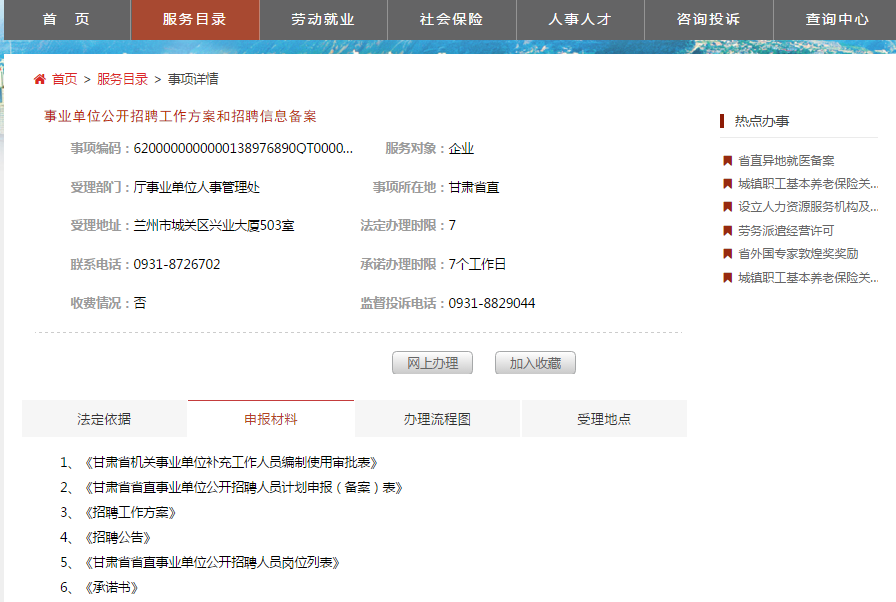 首 页 服务目录 劳动就业 社会保险 人事人才 咨询投诉 查询中心
首页 > 服务目录 > 事项详情
事业单位公开招聘工作方案和招聘信息备案
事项编码：6200000000000138976890QT0000... 服务对象：企业
受理部门：厅事业单位人事管理处 事项所在地：甘肃省直
受理地址：兰州市城关区兴业大厦503室 法定办理时限：7
联系电话：0931-8726702 承诺办理时限：7个工作日
收费情况：否 监督投诉电话：0931-8829044
网上办理 加入收藏
法定依据 申报材料 办理流程图 受理地点
1、《甘肃省机关事业单位补充工作人员编制使用审批表》
2、《甘肃省省直事业单位公开招聘人员计划申报（备案）表》
3、《招聘工作方案》
4、《招聘公告》
5、《甘肃省省直事业单位公开招聘人员岗位列表》
6、《承诺书》
热点办事
省直异地就医备案
城镇职工基本养老保险关...
设立人力资源服务机构及...
劳务派遣经营许可
省外国专家敦煌奖奖励
城镇职工基本养老保险关...